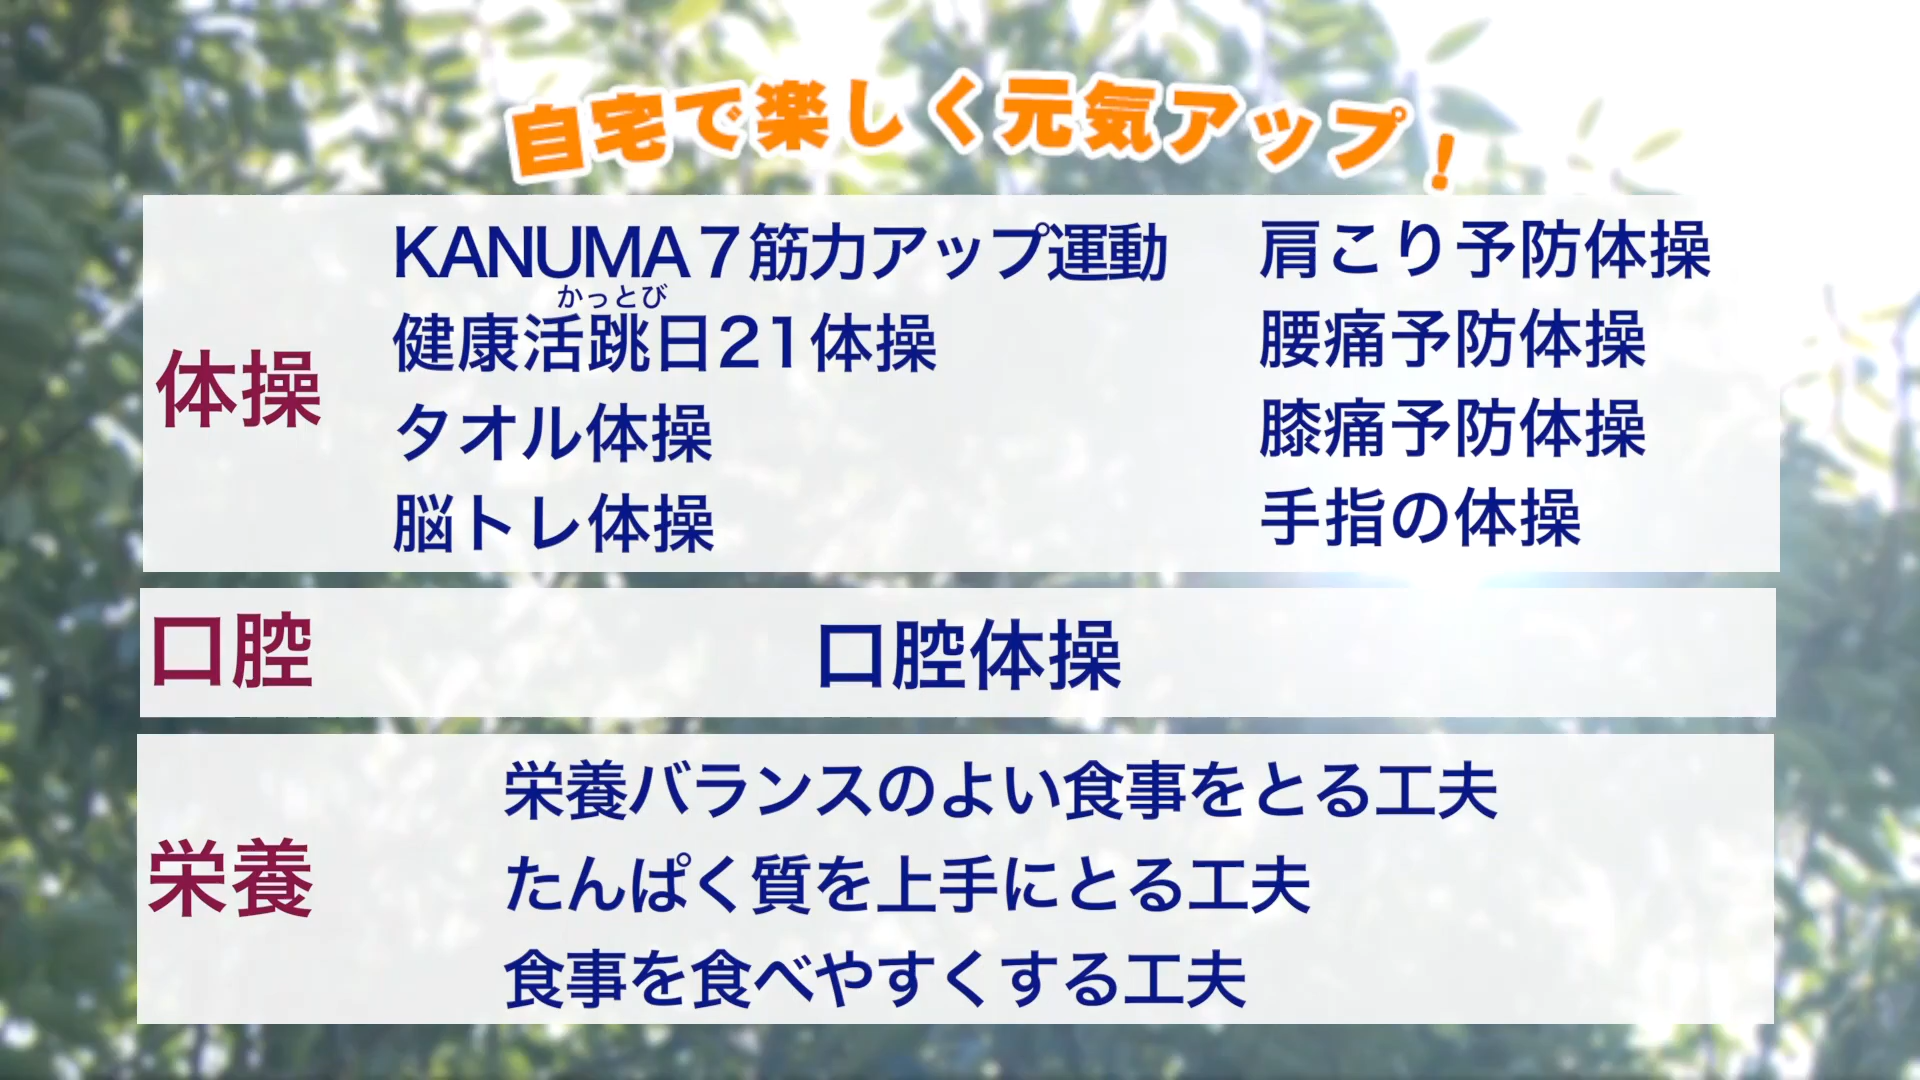 自宅で楽しく元気アップ!
体操
KANUMA7筋力アップ運動
かっとび
健康活跳日21体操
タオル体操
脳トレ体操
肩こり予防体操
腰痛予防体操
膝痛予防体操
手指の体操
口腔
口腔体操
栄養
栄養バランスのよい食事をとる工夫
たんぱく質を上手にとる工夫
食事を食べやすくする工夫